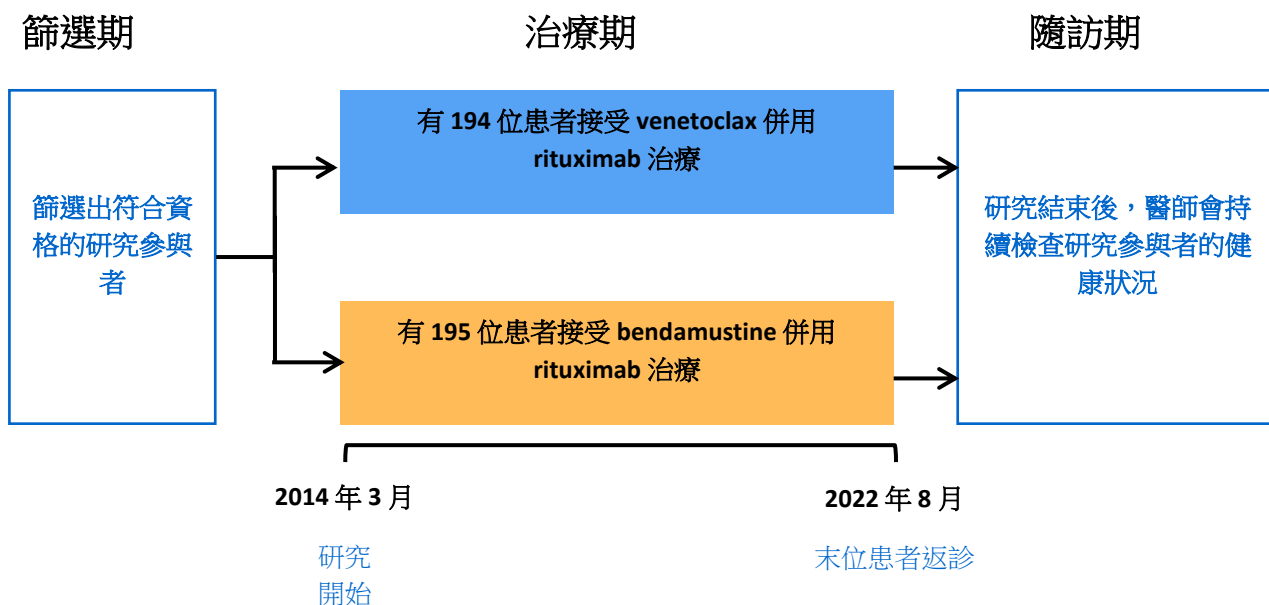 篩選期
治療期
隨訪期
篩選出符合資
格的研究參與
者
有 194 位患者接受 venetoclax 併用
rituximab 治療
有 195 位患者接受 bendamustine 併用
rituximab 治療
研究結束後，醫師會持
續檢查研究參與者的健
康狀況
2014 年 3 月
研究
開始
2022 年 8 月
末位患者返診